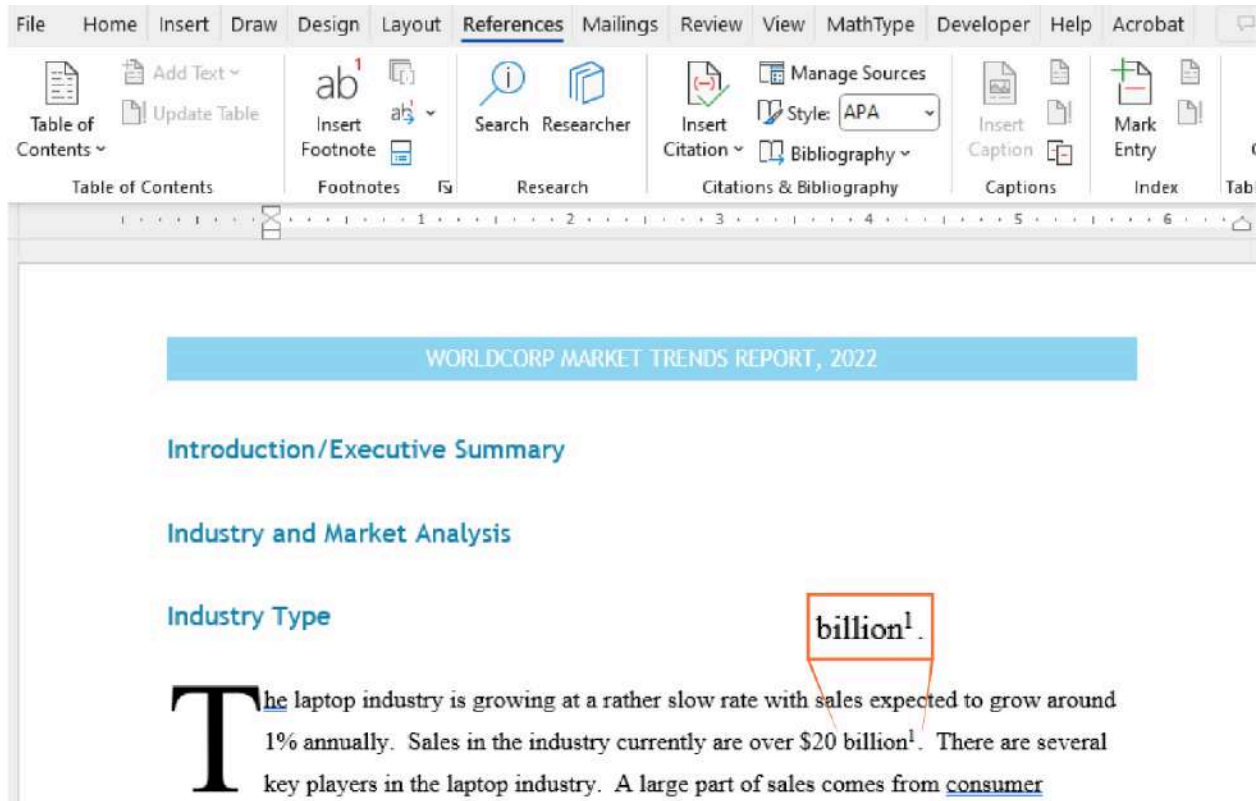 File Home Insert Draw Design Layout References Mailings Review View MathType Developer Help Acrobat
Table of Contents
Add Text
Update Table
Table of Contents
ab1
Insert Footnote
ab
Footnotes
Search
Researcher
Research
Insert Citation
Manage Sources
Style: APA
Bibliography
Citations & Bibliography
Insert Caption
Captions
Mark Entry
Index
1 2 3 4 5 6
WORLDCORP MARKET TRENDS REPORT, 2022
Introduction/Executive Summary
Industry and Market Analysis
Industry Type
billion¹.
The laptop industry is growing at a rather slow rate with sales expected to grow around
1% annually. Sales in the industry currently are over $20 billion¹. There are several
key players in the laptop industry. A large part of sales comes from consumer